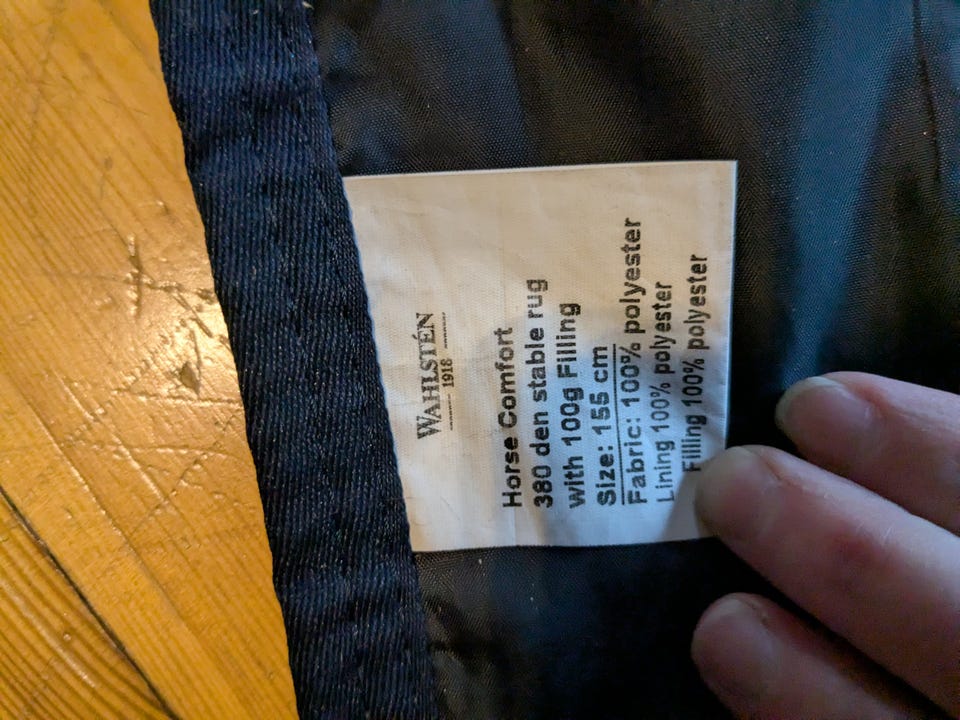 WAHLSTÉN
1918
Horse Comfort
380 den stable rug
with 100g Filling
Size: 155 cm
Fabric: 100% polyester
Lining 100% polyester
Filling 100% polyester